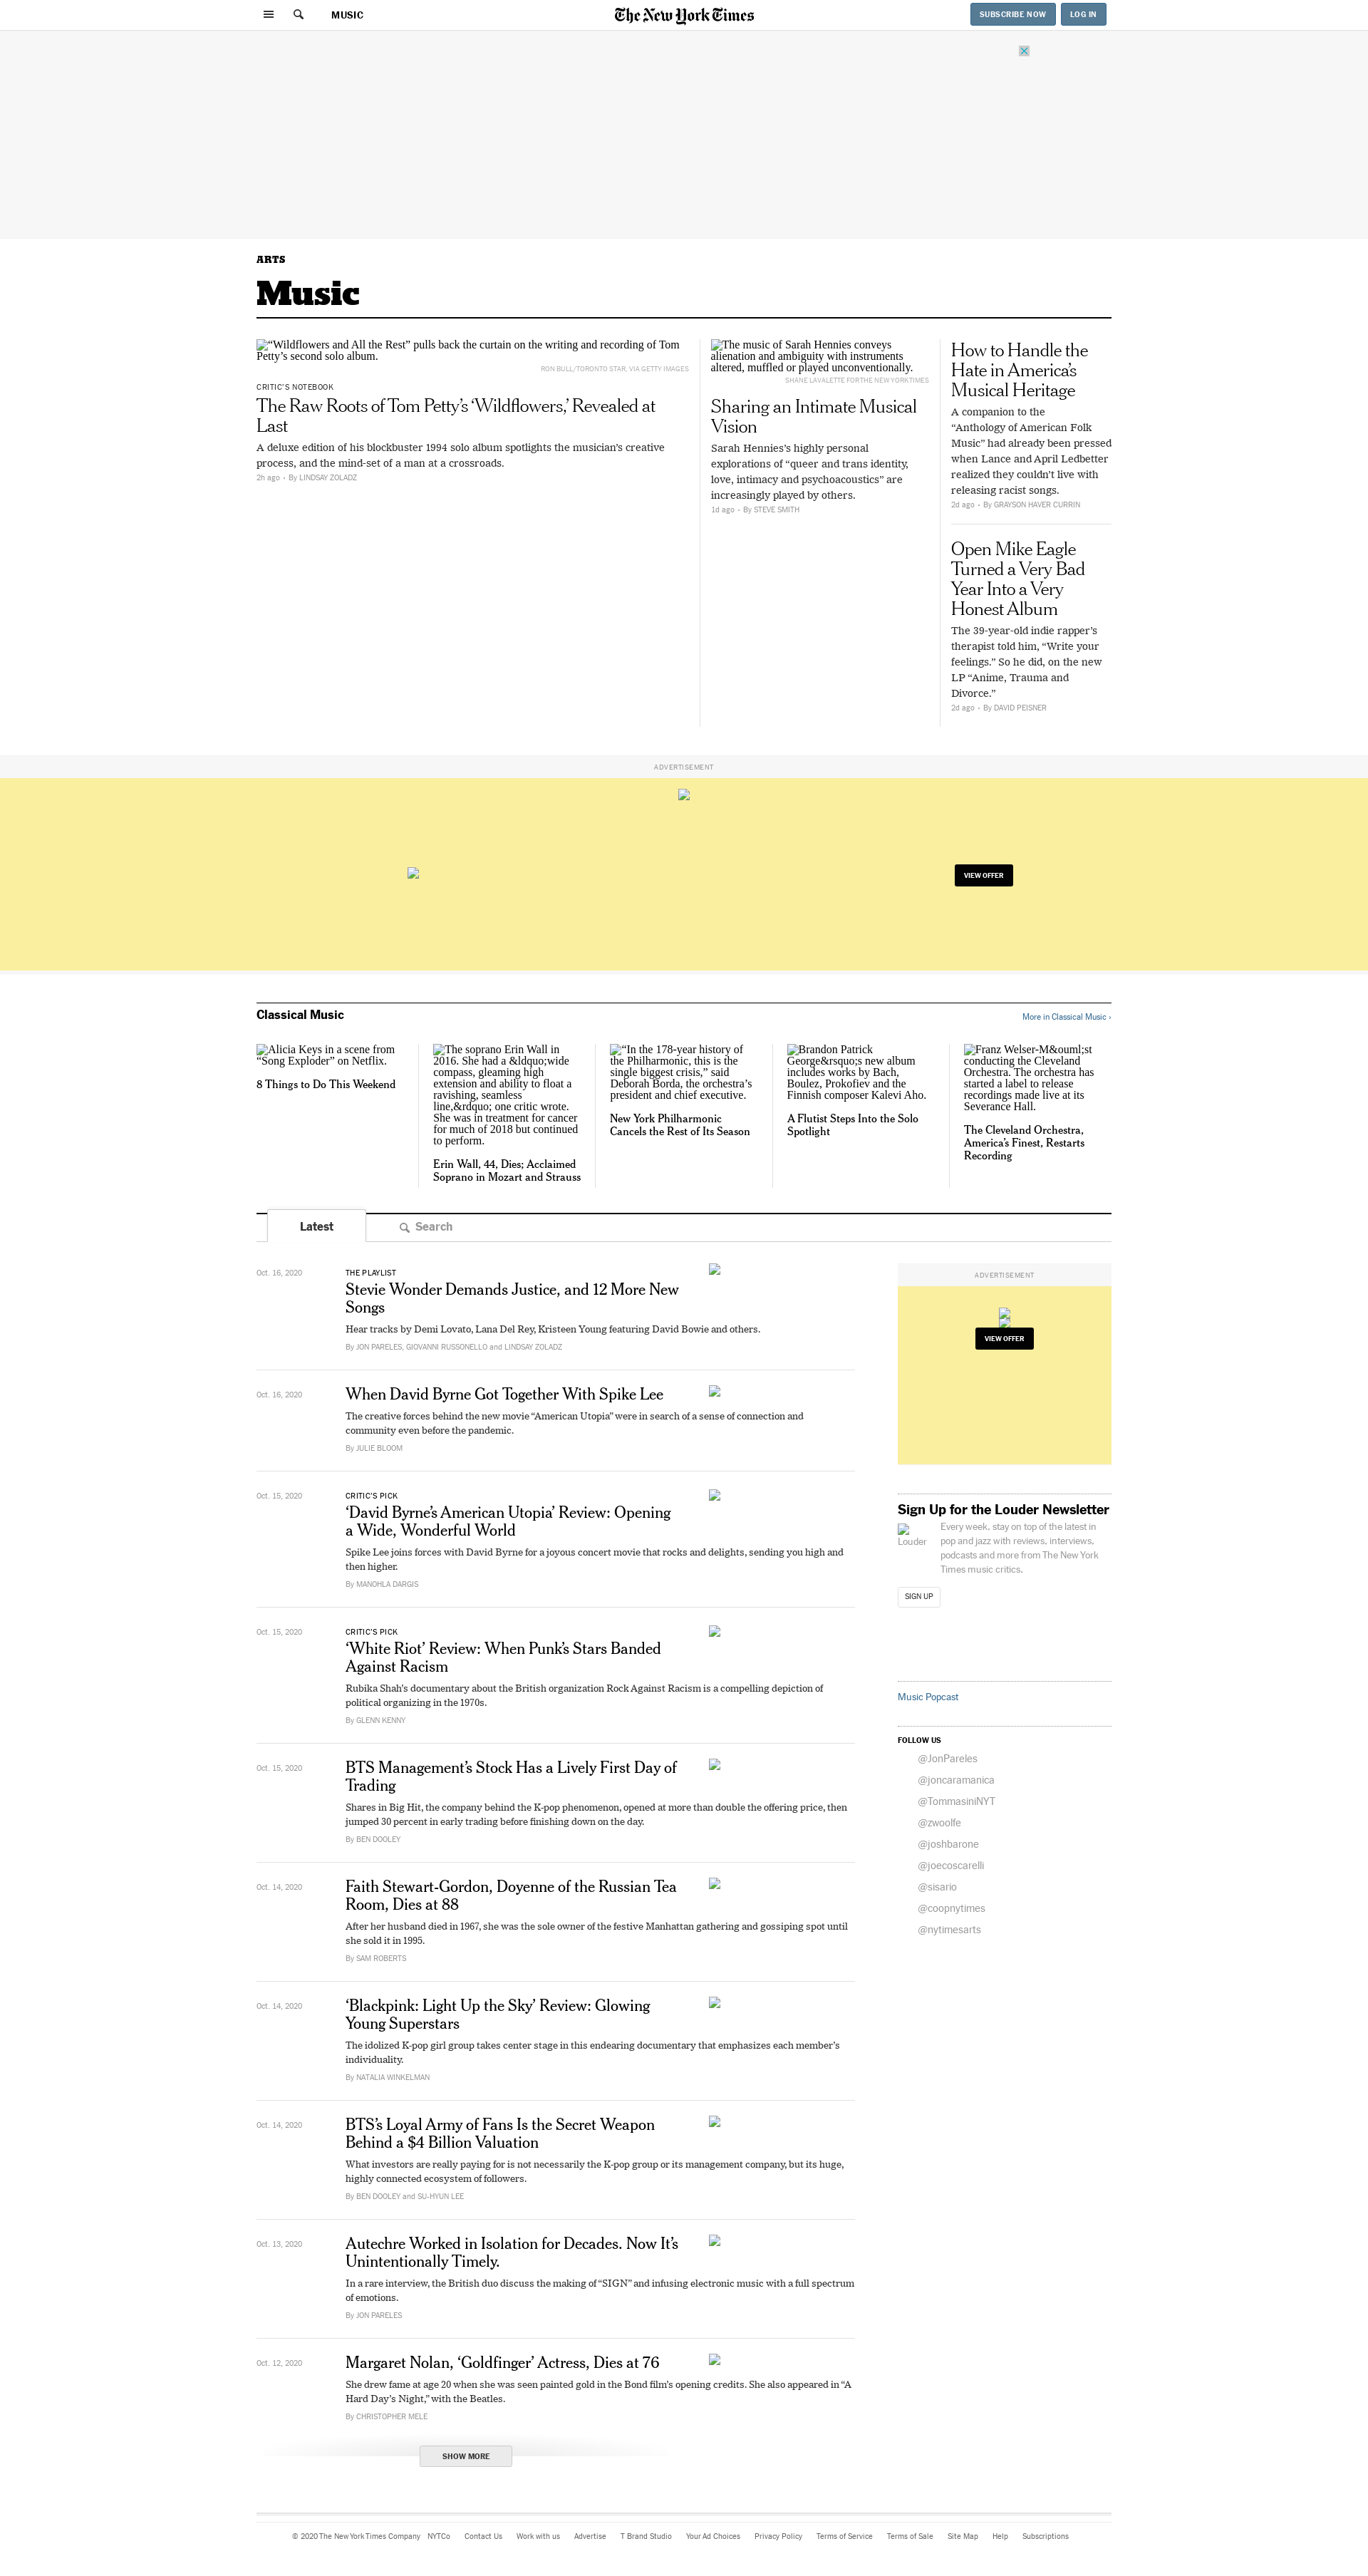 MUSIC
The New York Times
SUBSCRIBE NOW
LOG IN
ARTS
Music
“Wildflowers and All the Rest” pulls back the curtain on the writing and recording of Tom
Petty’s second solo album.
RON BULL/TORONTO STAR, VIA GETTY IMAGES
CRITIC’S NOTEBOOK
The Raw Roots of Tom Petty’s ‘Wildflowers,’ Revealed at
Last
A deluxe edition of his blockbuster 1994 solo album spotlights the musician’s creative
process, and the mind-set of a man at a crossroads.
2h ago • By LINDSAY ZOLADZ
The music of Sarah Hennies conveys
alienation and ambiguity with instruments
altered, muffled or played unconventionally.
SHANE LAVALETTE FOR THE NEW YORK TIMES
Sharing an Intimate Musical
Vision
Sarah Hennies’s highly personal
explorations of “queer and trans identity,
love, intimacy and psychoacoustics” are
increasingly played by others.
1d ago • By STEVE SMITH
How to Handle the
Hate in America’s
Musical Heritage
A companion to the
“Anthology of American Folk
Music” had already been pressed
when Lance and April Ledbetter
realized they couldn’t live with
releasing racist songs.
2d ago • By GRAYSON HAVER CURRIN
Open Mike Eagle
Turned a Very Bad
Year Into a Very
Honest Album
The 39-year-old indie rapper’s
therapist told him, “Write your
feelings.” So he did, on the new
LP “Anime, Trauma and
Divorce.”
2d ago • By DAVID PEISNER
ADVERTISEMENT
VIEW OFFER
Classical Music
More in Classical Music ›
Alicia Keys in a scene from
“Song Exploder” on Netflix.
8 Things to Do This Weekend
The soprano Erin Wall in
2016. She had a &ldquo;wide
compass, gleaming high
extension and ability to float a
ravishing, seamless
line,&rdquo; one critic wrote.
She was in treatment for cancer
for much of 2018 but continued
to perform.
Erin Wall, 44, Dies; Acclaimed
Soprano in Mozart and Strauss
“In the 178-year history of
the Philharmonic, this is the
single biggest crisis,” said
Deborah Borda, the orchestra’s
president and chief executive.
New York Philharmonic
Cancels the Rest of Its Season
Brandon Patrick
George&rsquo;s new album
includes works by Bach,
Boulez, Prokofiev and the
Finnish composer Kalevi Aho.
A Flutist Steps Into the Solo
Spotlight
Franz Welser-M&ouml;st
conducting the Cleveland
Orchestra. The orchestra has
started a label to release
recordings made live at its
Severance Hall.
The Cleveland Orchestra,
America’s Finest, Restarts
Recording
Latest
Search
Oct. 16, 2020
THE PLAYLIST
Stevie Wonder Demands Justice, and 12 More New
Songs
Hear tracks by Demi Lovato, Lana Del Rey, Kristeen Young featuring David Bowie and others.
By JON PARELES, GIOVANNI RUSSONELLO and LINDSAY ZOLADZ
Oct. 16, 2020
When David Byrne Got Together With Spike Lee
The creative forces behind the new movie “American Utopia” were in search of a sense of connection and
community even before the pandemic.
By JULIE BLOOM
Oct. 15, 2020
CRITIC’S PICK
‘David Byrne’s American Utopia’ Review: Opening
a Wide, Wonderful World
Spike Lee joins forces with David Byrne for a joyous concert movie that rocks and delights, sending you high and
then higher.
By MANOHLA DARGIS
Oct. 15, 2020
CRITIC’S PICK
‘White Riot’ Review: When Punk’s Stars Banded
Against Racism
Rubika Shah’s documentary about the British organization Rock Against Racism is a compelling depiction of
political organizing in the 1970s.
By GLENN KENNY
Oct. 15, 2020
BTS Management’s Stock Has a Lively First Day of
Trading
Shares in Big Hit, the company behind the K-pop phenomenon, opened at more than double the offering price, then
jumped 30 percent in early trading before finishing down on the day.
By BEN DOOLEY
Oct. 14, 2020
Faith Stewart-Gordon, Doyenne of the Russian Tea
Room, Dies at 88
After her husband died in 1967, she was the sole owner of the festive Manhattan gathering and gossiping spot until
she sold it in 1995.
By SAM ROBERTS
Oct. 14, 2020
‘Blackpink: Light Up the Sky’ Review: Glowing
Young Superstars
The idolized K-pop girl group takes center stage in this endearing documentary that emphasizes each member’s
individuality.
By NATALIA WINKELMAN
Oct. 14, 2020
BTS’s Loyal Army of Fans Is the Secret Weapon
Behind a $4 Billion Valuation
What investors are really paying for is not necessarily the K-pop group or its management company, but its huge,
highly connected ecosystem of followers.
By BEN DOOLEY and SU-HYUN LEE
Oct. 13, 2020
Autechre Worked in Isolation for Decades. Now It’s
Unintentionally Timely.
In a rare interview, the British duo discuss the making of “SIGN” and infusing electronic music with a full spectrum
of emotions.
By JON PARELES
Oct. 12, 2020
Margaret Nolan, ‘Goldfinger’ Actress, Dies at 76
She drew fame at age 20 when she was seen painted gold in the Bond film’s opening credits. She also appeared in “A
Hard Day’s Night,” with the Beatles.
By CHRISTOPHER MELE
SHOW MORE
ADVERTISEMENT
VIEW OFFER
Sign Up for the Louder Newsletter
Louder
Every week, stay on top of the latest in
pop and jazz with reviews, interviews,
podcasts and more from The New York
Times music critics.
SIGN UP
Music Popcast
FOLLOW US
@JonPareles
@joncaramanica
@TommasiniNYT
@zwoolfe
@joshbarone
@joecoscarelli
@sisario
@coopnytimes
@nytimesarts
© 2020 The New York Times Company NYTCo Contact Us Work with us Advertise T Brand Studio Your Ad Choices Privacy Policy Terms of Service Terms of Sale Site Map Help Subscriptions